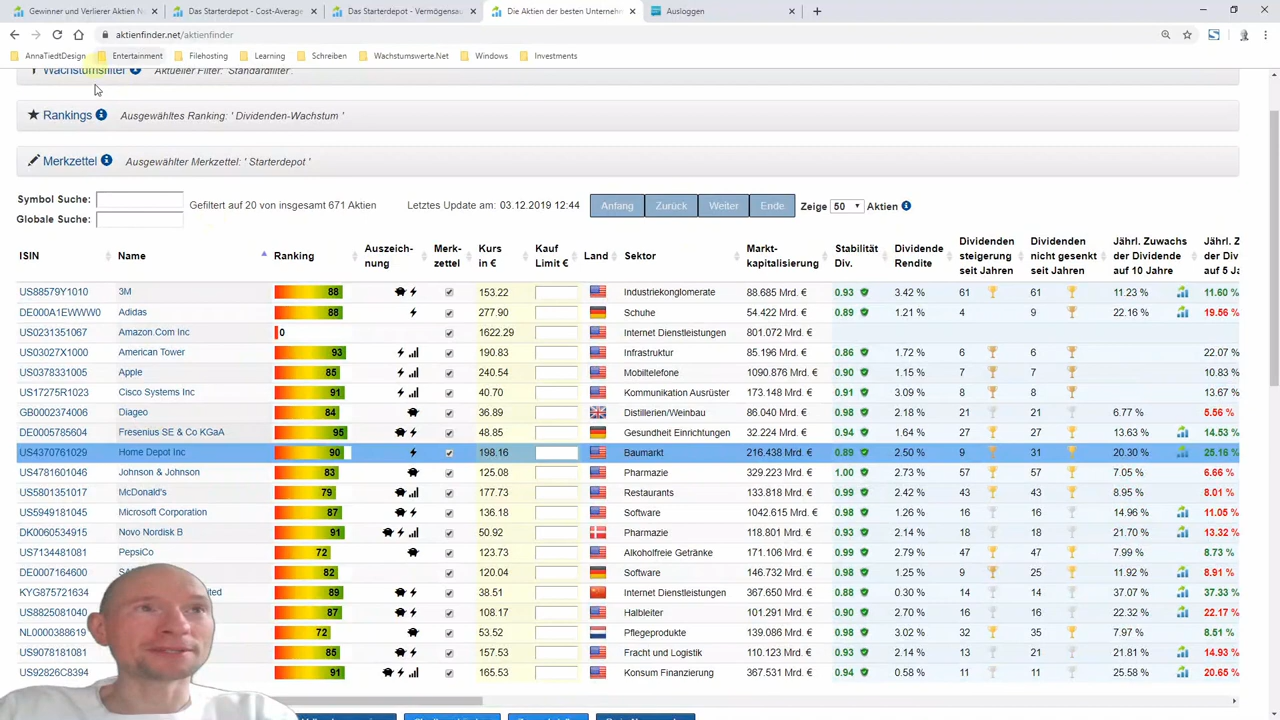 Gewinner und Verlierer Aktien N
Das Starterdepot - Cost-Average
Das Starterdepot - Vermögensa
Die Aktien der besten Unterneh
Ausloggen
aktienfinder.net/aktienfinder
AnnaTiedtDesign
Entertainment
Filehosting
Learning
Schreiben
Wachstumswerte.Net
Windows
Investments
Wachstumsfilter Aktueller Filter: 'Standardfilter'
Rankings Ausgewähltes Ranking: ' Dividenden-Wachstum '
Merkzettel Ausgewählter Merkzettel: ' Starterdepot '
Symbol Suche:
Globale Suche:
Gefiltert auf 20 von insgesamt 671 Aktien
Letztes Update am: 03.12.2019 12:44
Anfang Zurück Weiter Ende
Zeige 50 Aktien
ISIN Name Ranking Auszeich- nung Merk- zettel Kurs in € Kauf Limit € Land Sektor Markt- kapitalisierung Stabilität Div. Dividende Rendite Dividenden steigerung seit Jahren Dividenden nicht gesenkt seit Jahren Jährl. Zuwachs der Dividende auf 10 Jahre Jährl. Z der Div auf 5 Ja
US88579Y1010 3M 88 153.22 Industriekonglomerate 88.685 Mrd. € 0.93 3.42 % 61 61 11.23 % 11.60 %
DE000A1EWWW0 Adidas 88 277.90 Schuhe 54.422 Mrd. € 0.89 1.21 % 4 9 22.16 % 19.56 %
US0231351067 Amazon.Com Inc 0 1622.29 Internet Dienstleistungen 801.072 Mrd. €
US03027X1000 American Tower 93 190.83 Infrastruktur 85.196 Mrd. € 0.86 1.72 % 6 6 22.07 %
US0378331005 Apple 85 240.54 Mobiltelefone 1090.876 Mrd. € 0.90 1.15 % 7 7 10.83 %
US17275R1023 Cisco Systems Inc 91 40.70 Kommunikation Ausrüster 173.148 Mrd. € 0.91 3.09 % 8 8 13.67 %
GB0002374006 Diageo 84 36.89 Distillerien/Weinbau 86.040 Mrd. € 0.98 2.18 % 21 21 6.77 % 5.56 %
DE0005785604 Fresenius SE & Co KGaA 95 48.85 Gesundheit Einrichtungen 32.224 Mrd. € 0.94 1.64 % 27 27 13.63 % 14.53 %
US4370761029 Home Depot Inc 90 198.16 Baumarkt 216.438 Mrd. € 0.89 2.50 % 9 31 20.30 % 25.16 %
US4781601046 Johnson & Johnson 83 125.08 Pharmazie 329.223 Mrd. € 1.00 2.73 % 57 57 7.05 % 6.66 %
US5801351017 McDonald's 79 177.73 Restaurants 133.818 Mrd. € 0.99 2.42 % 43 43 8.95 % 8.01 %
US5949181045 Microsoft Corporation 87 136.18 Software 1042.615 Mrd. € 0.98 1.26 % 16 16 14.96 % 11.05 %
DK0060534915 Novo Nordisk B 91 50.92 Pharmazie 118.801 Mrd. € 0.94 2.13 % 18 18 21.70 % 13.32 %
US7134481081 PepsiCo 72 123.73 Alkoholfreie Getränke 171.106 Mrd. € 0.99 2.79 % 47 47 7.99 % 8.73 %
DE0007164600 82 120.04 Software 146.732 Mrd. € 0.98 1.25 % 9 25 11.92 % 8.91 %
KYG875721634 ted 89 38.51 Internet Dienstleistungen 367.650 Mrd. € 0.88 0.30 % 14 14 37.07 % 37.33 %
US8825081040 87 108.17 Halbleiter 101.291 Mrd. € 0.90 2.70 % 16 16 22.32 % 22.17 %
NL0000388619 72 53.52 Pflegeprodukte 139.086 Mrd. € 0.98 3.02 % 32 35 7.97 % 8.51 %
US9078181081 85 157.53 Fracht und Logistik 109.130 Mrd. € 0.93 2.14 % 13 21 21.81 % 14.93 %
US92826C8394 91 165.53 Konsum Finanzierung 367.531 Mrd. € 0.94 0.58 % 11 11 25.58 % 20.65 %